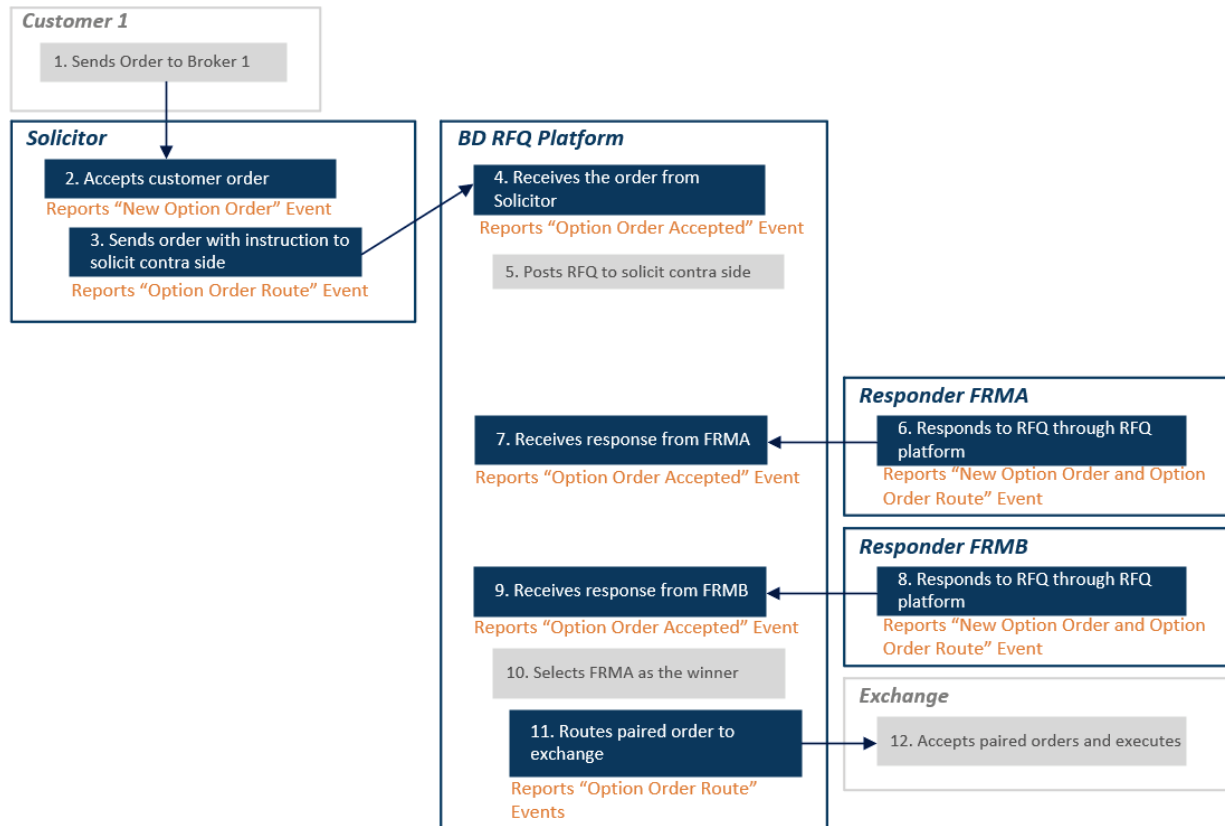 Customer 1
1. Sends Order to Broker 1
Solicitor
2. Accepts customer order
Reports “New Option Order” Event
3. Sends order with instruction to
solicit contra side
Reports “Option Order Route” Event
BD RFQ Platform
4. Receives the order from
Solicitor
Reports “Option Order Accepted” Event
5. Posts RFQ to solicit contra side
Responder FRMA
6. Responds to RFQ through RFQ
platform
Reports “New Option Order and Option
Order Route” Event
7. Receives response from FRMA
Reports “Option Order Accepted” Event
Responder FRMB
8. Responds to RFQ through RFQ
platform
Reports “New Option Order and Option
Order Route” Event
9. Receives response from FRMB
Reports “Option Order Accepted” Event
10. Selects FRMA as the winner
11. Routes paired order to
exchange
Reports “Option Order Route”
Events
Exchange
12. Accepts paired orders and executes